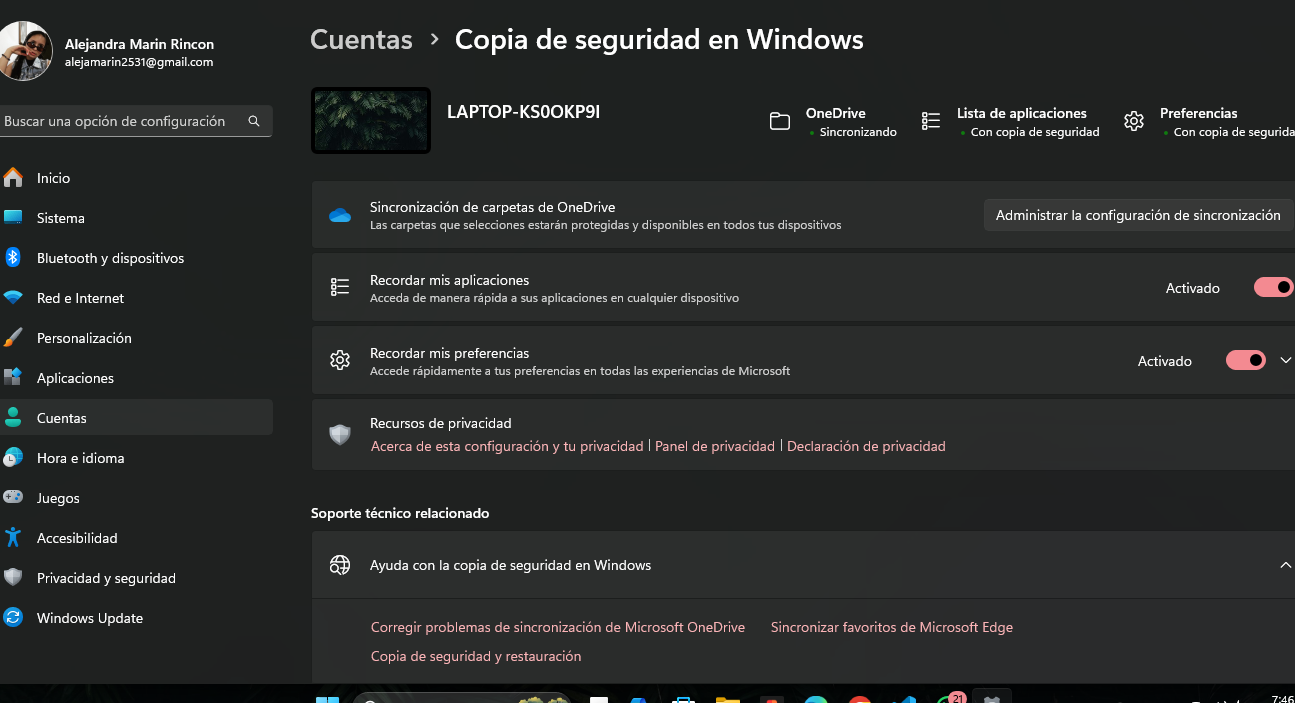 Alejandra Marin Rincon
alejamarin2531@gmail.com
Buscar una opción de configuración
Inicio
Sistema
Bluetooth y dispositivos
Red e Internet
Personalización
Aplicaciones
Cuentas
Hora e idioma
Juegos
Accesibilidad
Privacidad y seguridad
Windows Update
Cuentas > Copia de seguridad en Windows
LAPTOP-KS0OKP9I
OneDrive
• Sincronizando
Lista de aplicaciones
• Con copia de seguridad
Preferencias
• Con copia de segurida
Sincronización de carpetas de OneDrive
Las carpetas que selecciones estarán protegidas y disponibles en todos tus dispositivos
Administrar la configuración de sincronización
Recordar mis aplicaciones
Acceda de manera rápida a sus aplicaciones en cualquier dispositivo
Activado
Recordar mis preferencias
Accede rápidamente a tus preferencias en todas las experiencias de Microsoft
Activado
Recursos de privacidad
Acerca de esta configuración y tu privacidad | Panel de privacidad | Declaración de privacidad
Soporte técnico relacionado
Ayuda con la copia de seguridad en Windows
Corregir problemas de sincronización de Microsoft OneDrive
Sincronizar favoritos de Microsoft Edge
Copia de seguridad y restauración
21
7:46